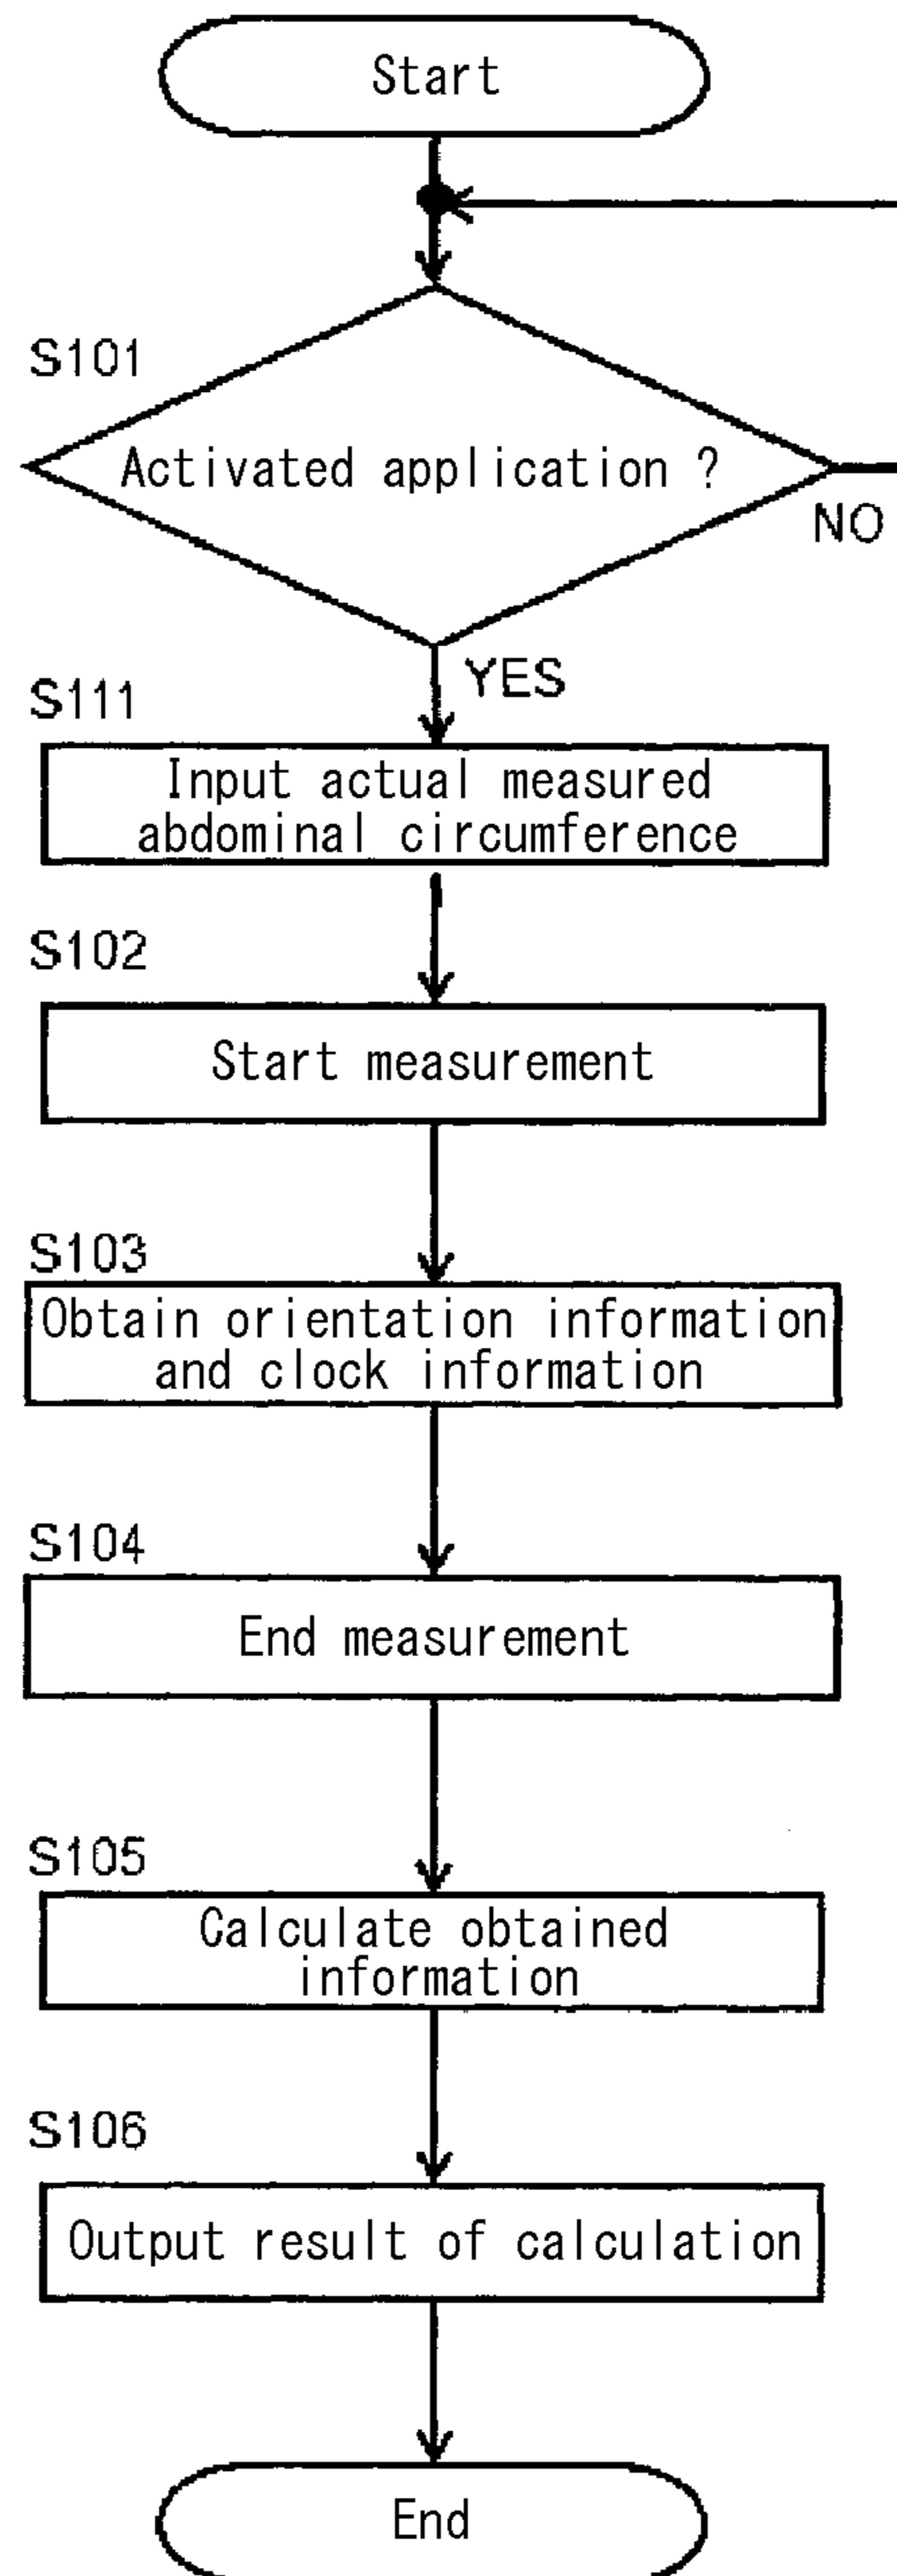 Start
S101
Activated application ?
NO
YES
S111
Input actual measured
abdominal circumference
S102
Start measurement
S103
Obtain orientation information
and clock information
S104
End measurement
S105
Calculate obtained
information
S106
Output result of calculation
End